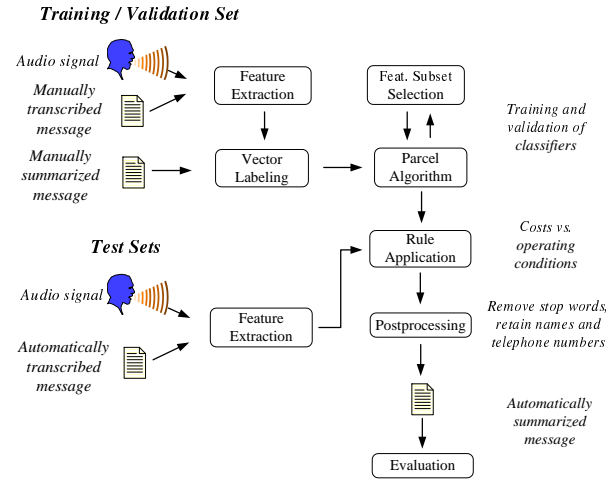 Training / Validation Set
Audio signal
Manually
transcribed
message
Manually
summarized
message
Feature
Extraction
Vector
Labeling
Feat. Subset
Selection
Parcel
Algorithm
Training and
validation of
classifiers
Test Sets
Audio signal
Automatically
transcribed
message
Feature
Extraction
Rule
Application
Costs vs.
operating
conditions
Postprocessing
Remove stop words,
retain names and
telephone numbers
Automatically
summarized
message
Evaluation